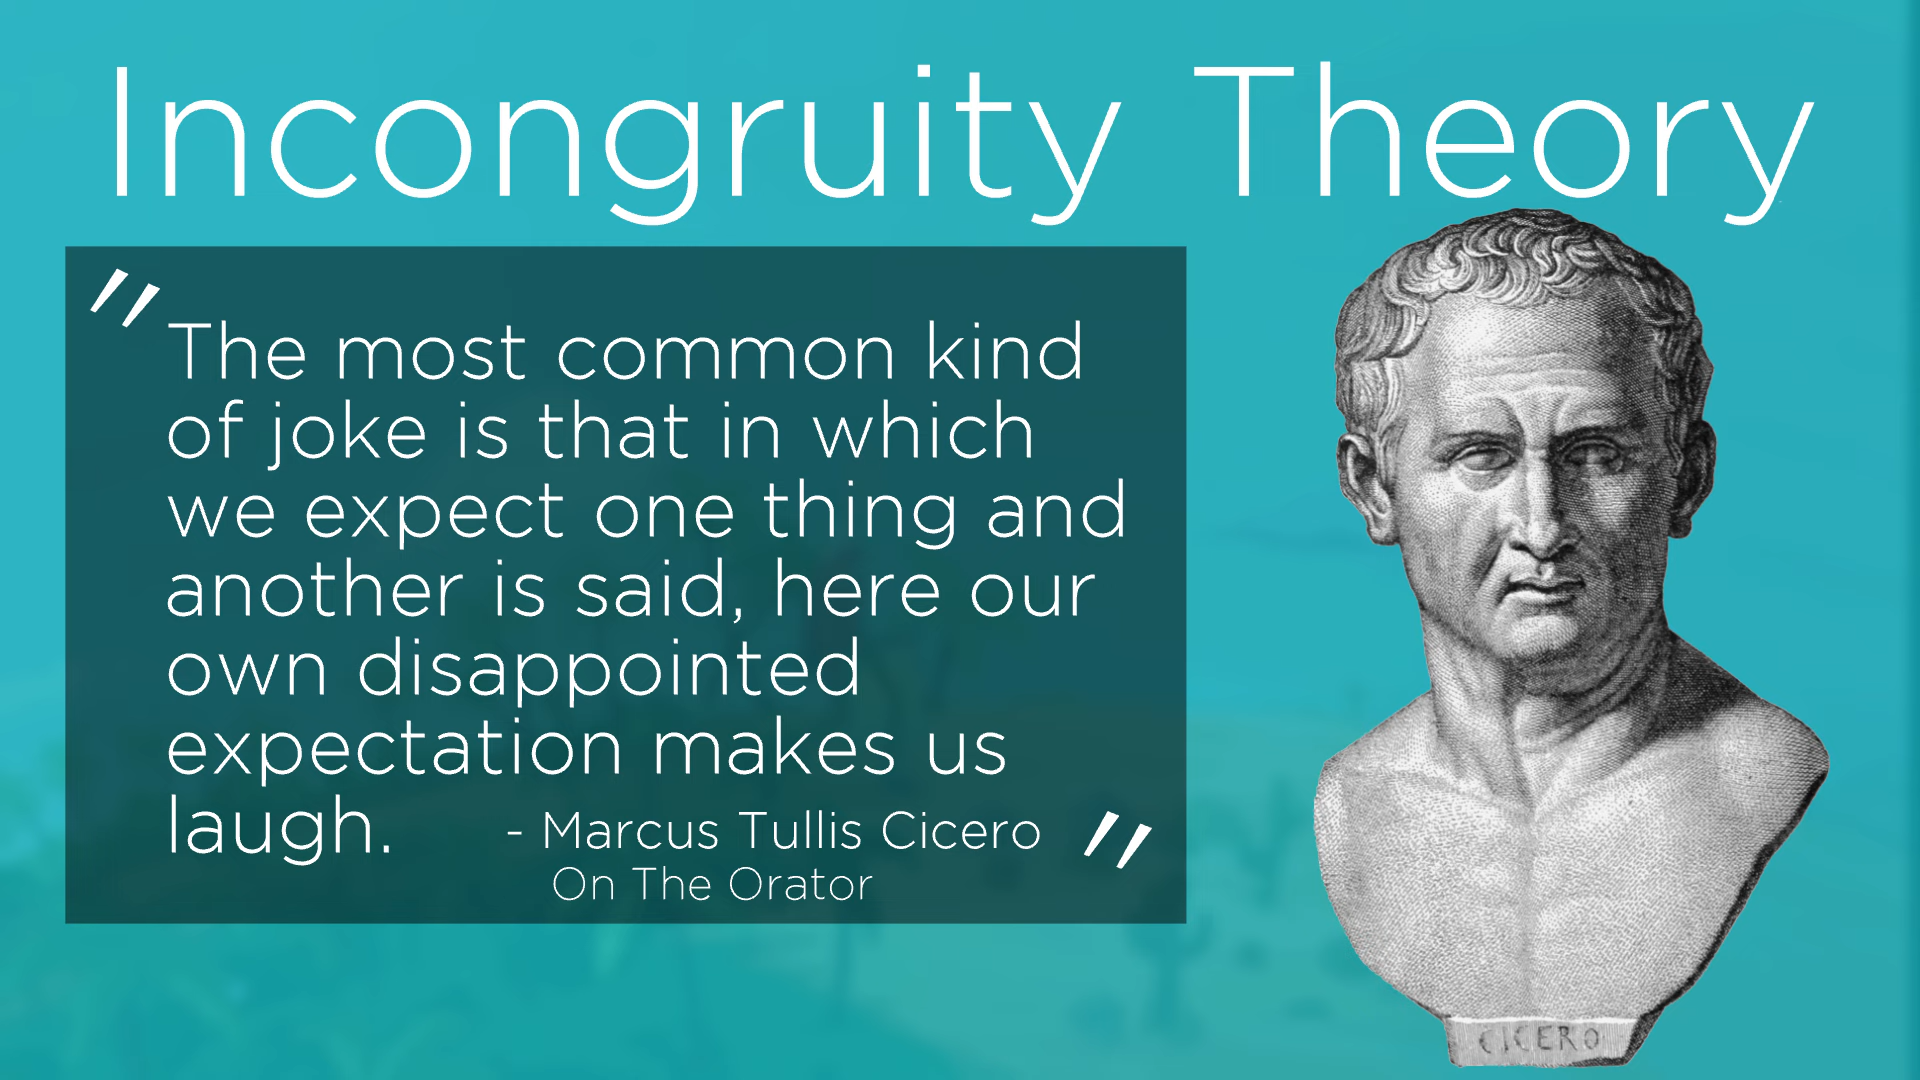 Incongruity Theory
"The most common kind
of joke is that in which
we expect one thing and
another is said, here our
own disappointed
expectation makes us
laugh. - Marcus Tullis Cicero "
On The Orator
CICERO